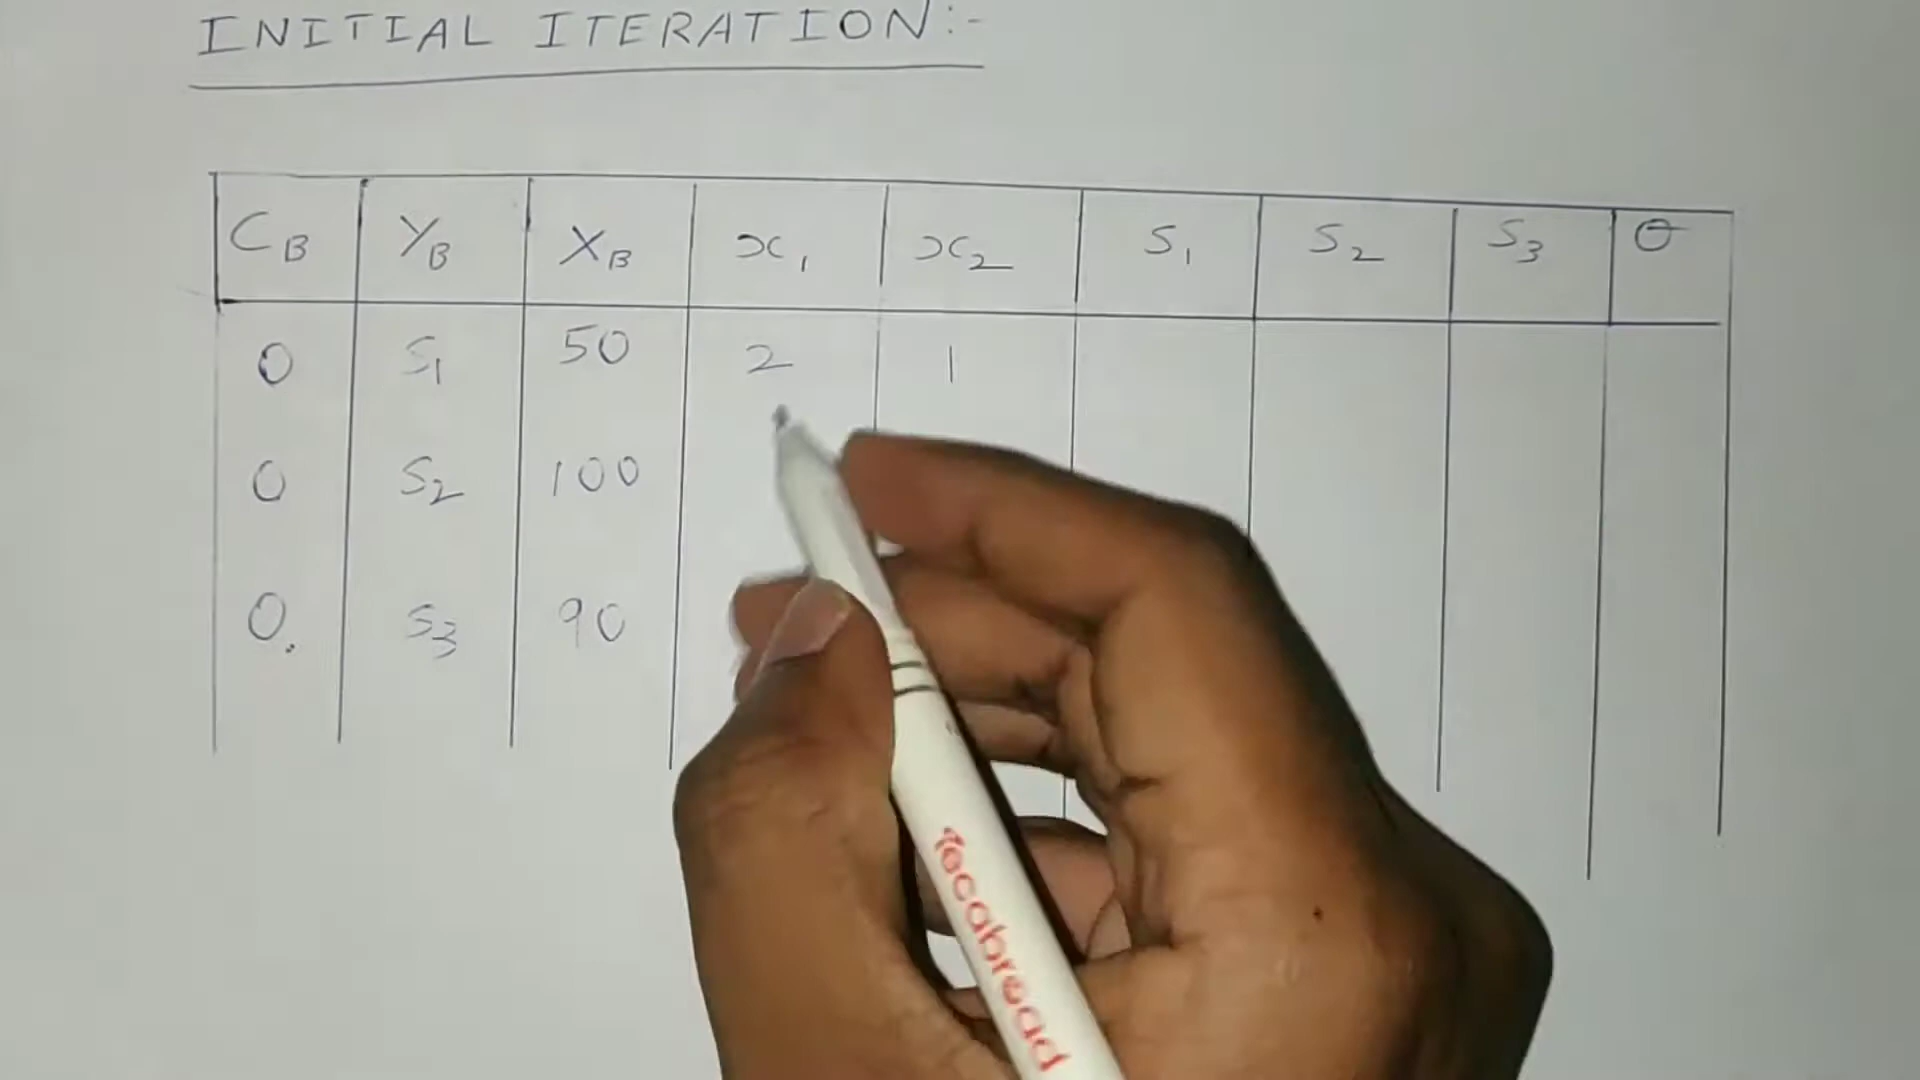 INITIAL ITERATION:-
CB YB XB x1 x2 S1 S2 S3 θ
0 S1 50 2 1
0 S2 100
0. S3 90